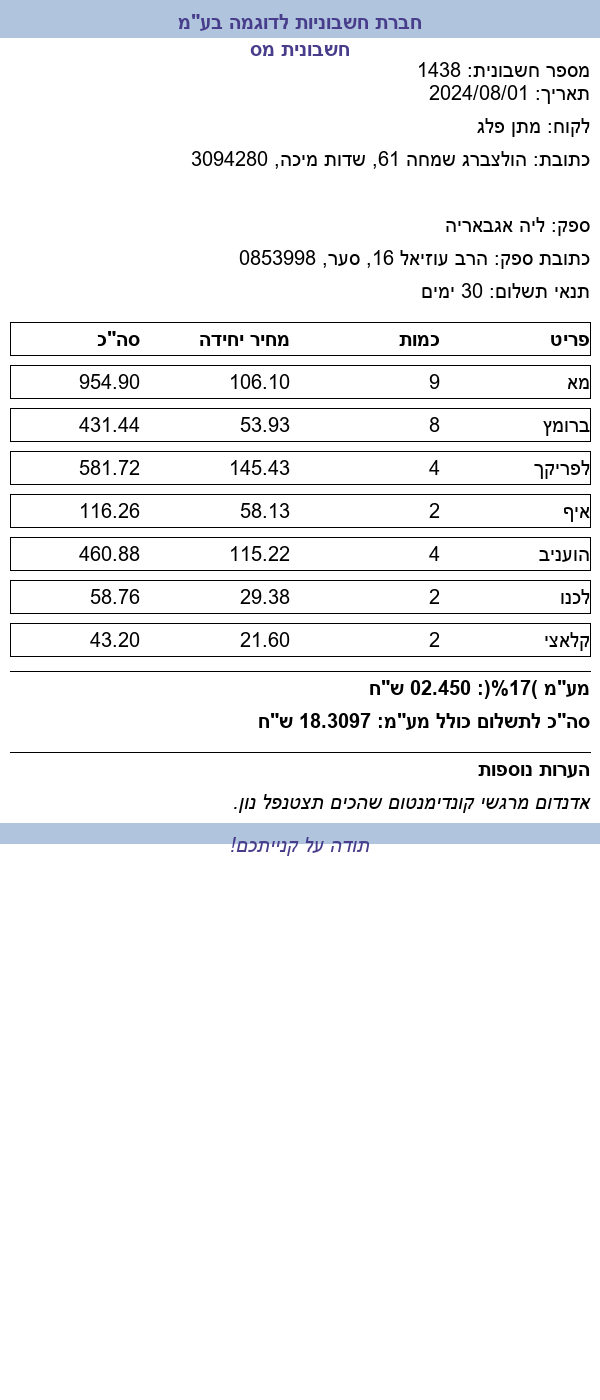 חברת חשבוניות לדוגמה בע"מ
חשבונית מס
מספר חשבונית: 1438
תאריך: 2024/08/01
לקוח: מתן פלג
כתובת: הולצברג שמחה 61, שדות מיכה, 3094280
ספק: ליה אגבאריה
כתובת ספק: הרב עוזיאל 16, סער, 0853998
תנאי תשלום: 30 ימים
פריט כמות מחיר יחידה סה"כ
מא 9 106.10 954.90
ברומץ 8 53.93 431.44
לפריקך 4 145.43 581.72
איף 2 58.13 116.26
הועניב 4 115.22 460.88
לכנו 2 29.38 58.76
קלאצי 2 21.60 43.20
מע"מ )17%(: 02.450 ש"ח
סה"כ לתשלום כולל מע"מ: 18.3097 ש"ח
הערות נוספות
אדנדום מרגשי קונדימנטום שהכים תצטנפל נון.
תודה על קנייתכם!